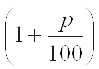 (1 + p/100)